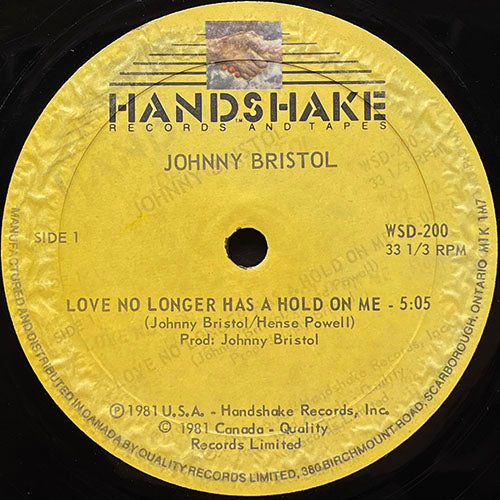 HANDSHAKE
RECORDS AND TAPES
JOHNNY BRISTOL
SIDE 1
WSD-200
33 1/3 RPM
LOVE NO LONGER HAS A HOLD ON ME - 5:05
(Johnny Bristol/Hense Powell)
Prod: Johnny Bristol
℗ 1981 U.S.A. - Handshake Records, Inc.
© 1981 Canada - Quality
Records Limited
MANUFACTURED AND DISTRIBUTED IN CANADA BY QUALITY RECORDS LIMITED, 380 BIRCHMOUNT ROAD, SCARBOROUGH, ONTARIO M1K 1M7